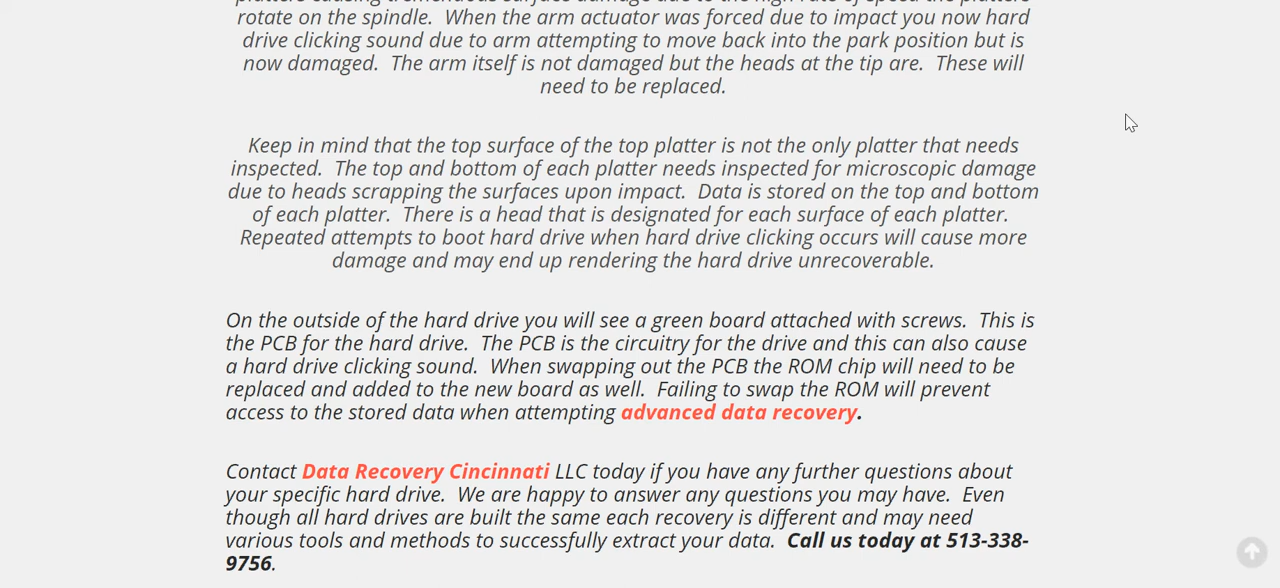 platters causing tremendous surface damage due to the high rate of speed the platters
rotate on the spindle.  When the arm actuator was forced due to impact you now hard
drive clicking sound due to arm attempting to move back into the park position but is
now damaged.  The arm itself is not damaged but the heads at the tip are.  These will
need to be replaced.
Keep in mind that the top surface of the top platter is not the only platter that needs
inspected.  The top and bottom of each platter needs inspected for microscopic damage
due to heads scrapping the surfaces upon impact.  Data is stored on the top and bottom
of each platter.  There is a head that is designated for each surface of each platter.
Repeated attempts to boot hard drive when hard drive clicking occurs will cause more
damage and may end up rendering the hard drive unrecoverable.
On the outside of the hard drive you will see a green board attached with screws.  This is
the PCB for the hard drive.  The PCB is the circuitry for the drive and this can also cause
a hard drive clicking sound.  When swapping out the PCB the ROM chip will need to be
replaced and added to the new board as well.  Failing to swap the ROM will prevent
access to the stored data when attempting advanced data recovery.
Contact Data Recovery Cincinnati LLC today if you have any further questions about
your specific hard drive.  We are happy to answer any questions you may have.  Even
though all hard drives are built the same each recovery is different and may need
various tools and methods to successfully extract your data.  Call us today at 513-338-
9756.